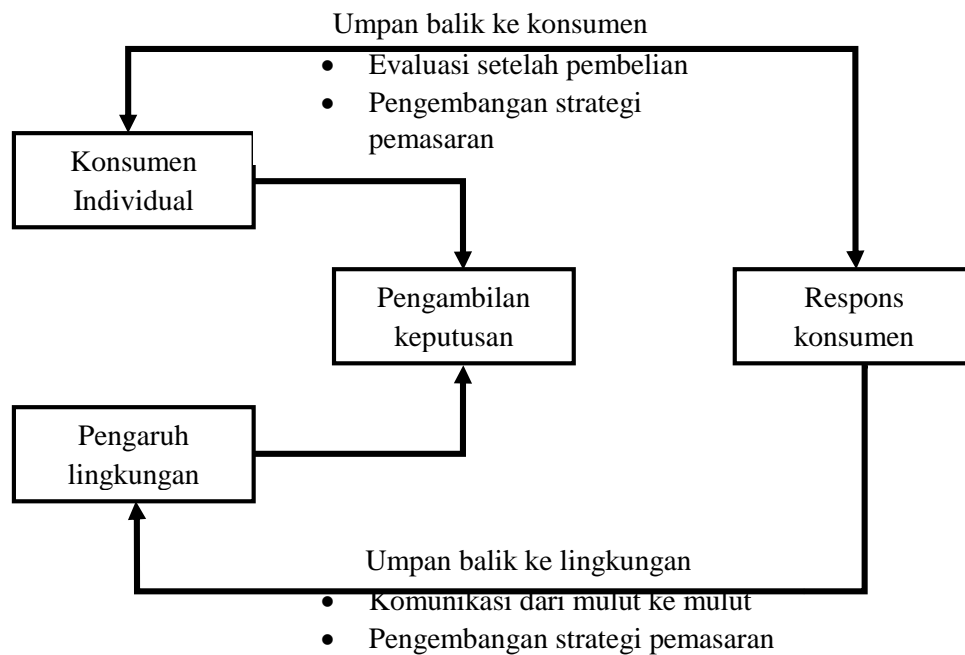 Umpan balik ke konsumen
• Evaluasi setelah pembelian
• Pengembangan strategi
pemasaran
Konsumen
Individual
Pengambilan
keputusan
Respons
konsumen
Pengaruh
lingkungan
Umpan balik ke lingkungan
• Komunikasi dari mulut ke mulut
• Pengembangan strategi pemasaran